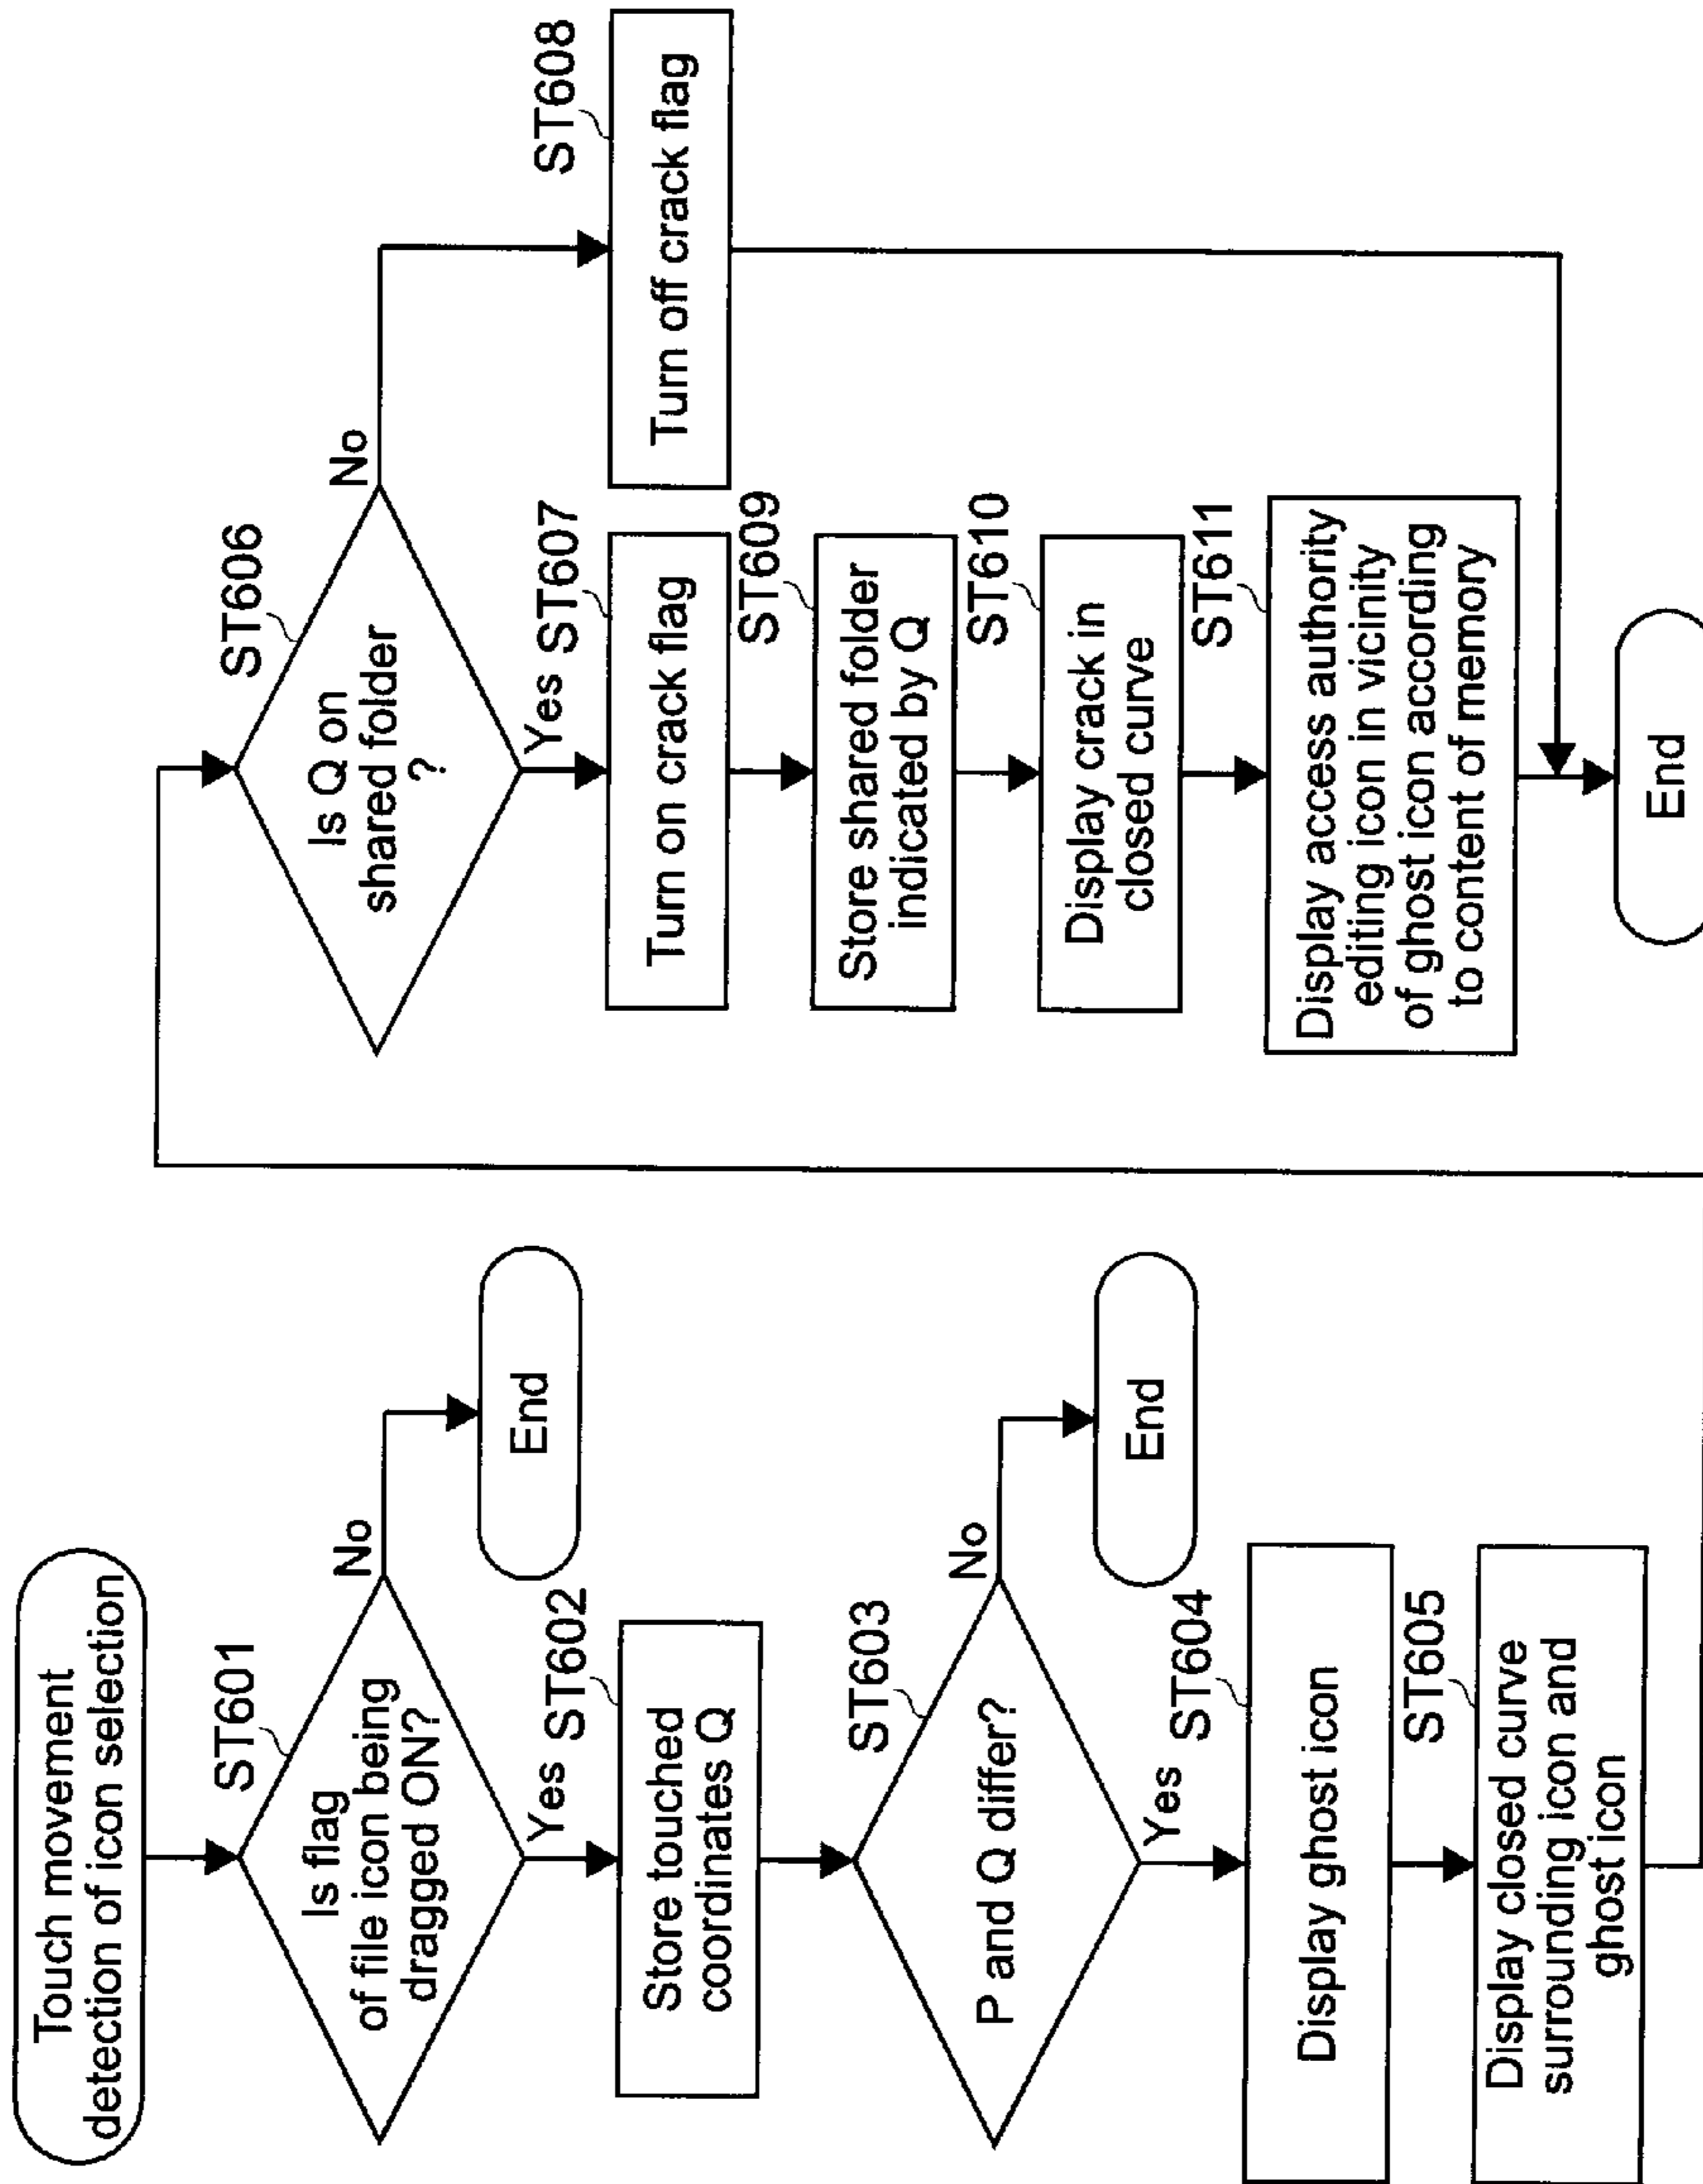 Touch movement
detection of icon selection
ST601
Is flag
of file icon being
dragged ON?
No
End
Yes
ST602
Store touched
coordinates Q
ST603
P and Q differ?
No
End
Yes
ST604
Display ghost icon
ST605
Display closed curve
surrounding icon and
ghost icon
ST606
Is Q on
shared folder
?
No
Yes
ST607
Turn on crack flag
ST608
Turn off crack flag
ST609
Store shared folder
indicated by Q
ST610
Display crack in
closed curve
ST611
Display access authority
editing icon in vicinity
of ghost icon according
to content of memory
End